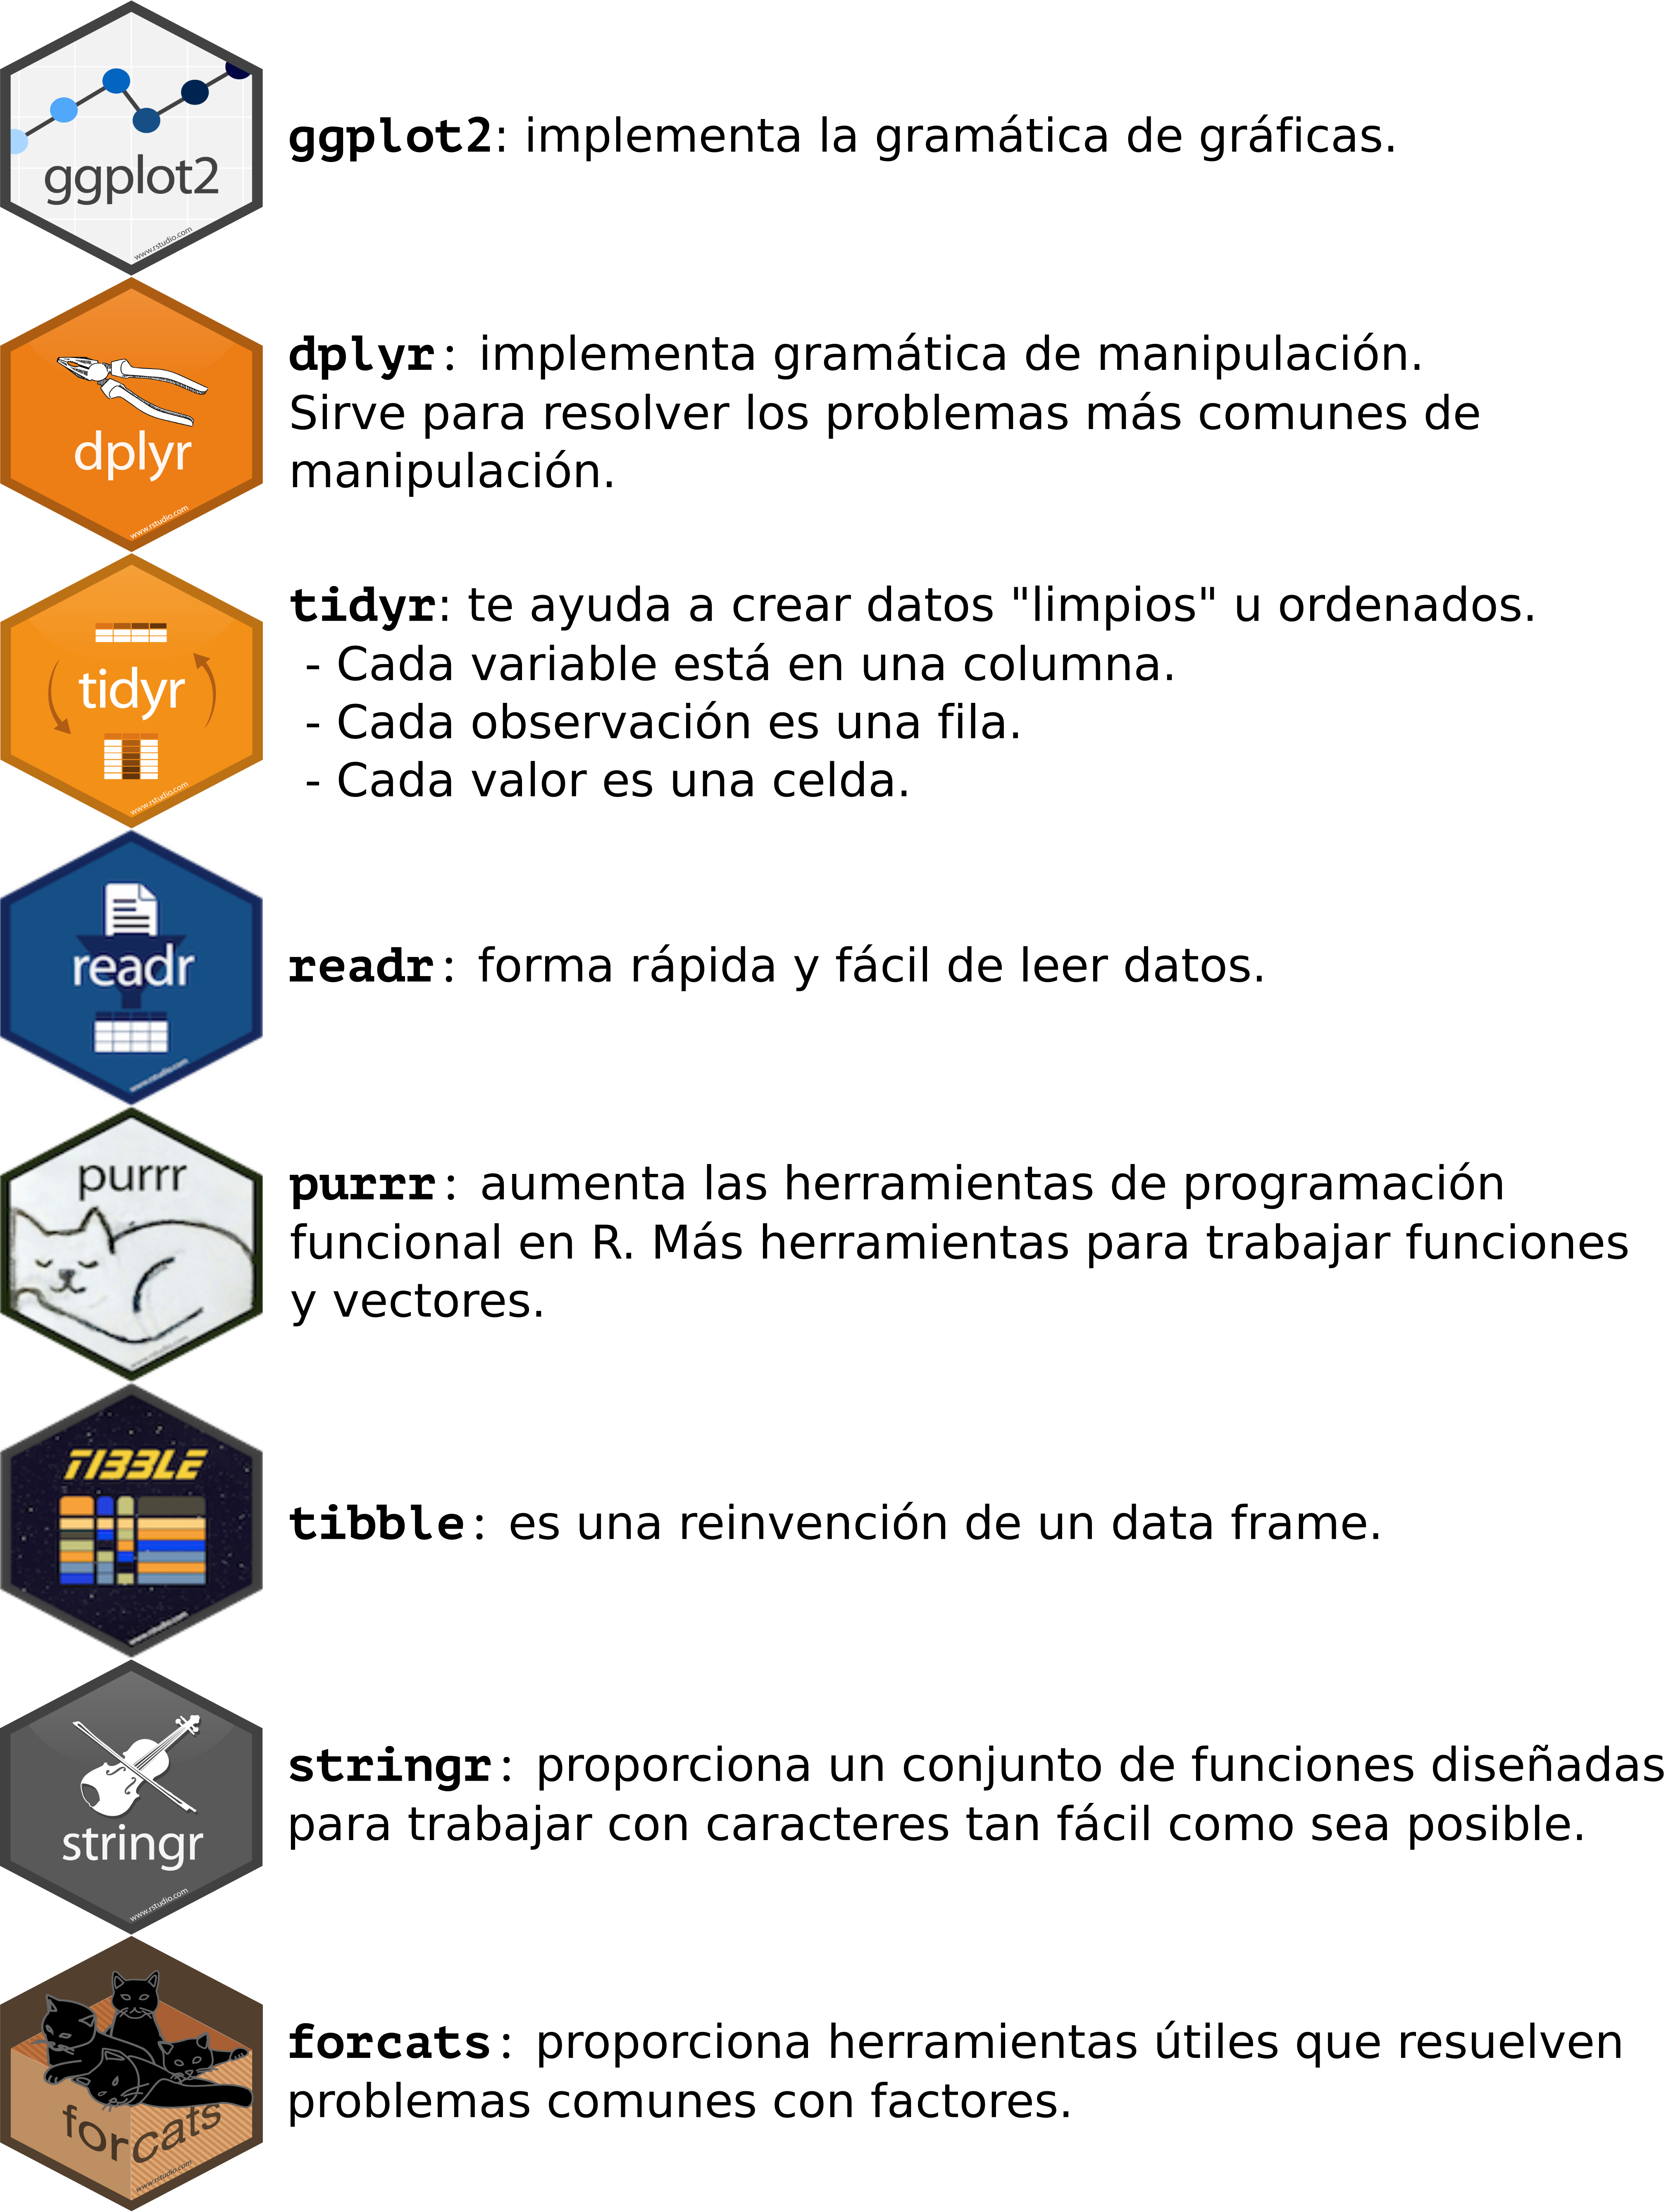 ggplot2
www.rstudio.com
ggplot2: implementa la gramática de gráficas.
dplyr
www.rstudio.com
dplyr: implementa gramática de manipulación.
Sirve para resolver los problemas más comunes de
manipulación.
tidyr
www.rstudio.com
tidyr: te ayuda a crear datos "limpios" u ordenados.
- Cada variable está en una columna.
- Cada observación es una fila.
- Cada valor es una celda.
readr
www.rstudio.com
readr: forma rápida y fácil de leer datos.
purrr
www.rstudio.com
purrr: aumenta las herramientas de programación
funcional en R. Más herramientas para trabajar funciones
y vectores.
TIBBLE
www.rstudio.com
tibble: es una reinvención de un data frame.
stringr
www.rstudio.com
stringr: proporciona un conjunto de funciones diseñadas
para trabajar con caracteres tan fácil como sea posible.
forcats
www.rstudio.com
forcats: proporciona herramientas útiles que resuelven
problemas comunes con factores.